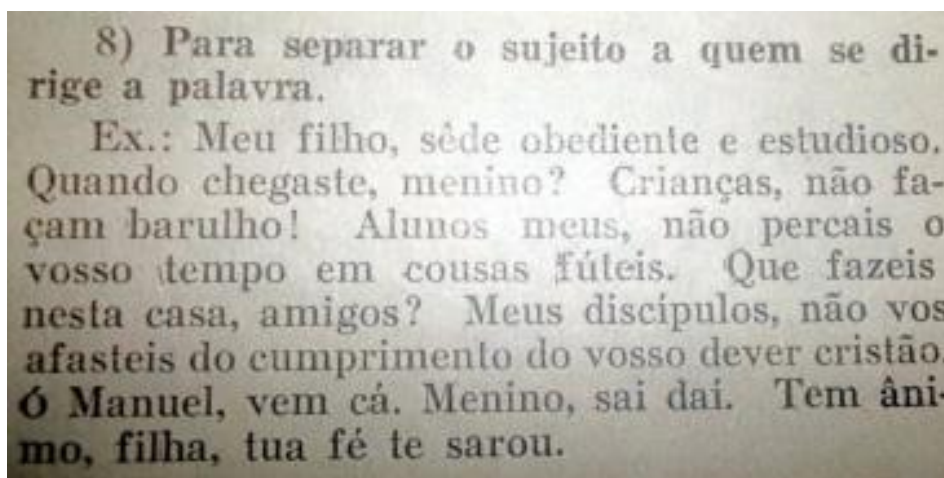 8) Para separar o sujeito a quem se di-
rige a palavra.
Ex.: Meu filho, sêde obediente e estudioso.
Quando chegaste, menino? Crianças, não fa-
çam barulho! Alunos meus, não percais o
vosso tempo em cousas fúteis. Que fazeis
nesta casa, amigos? Meus discípulos, não vos
afasteis do cumprimento do vosso dever cristão.
Ó Manuel, vem cá. Menino, sai daí. Tem âni-
mo, filha, tua fé te sarou.